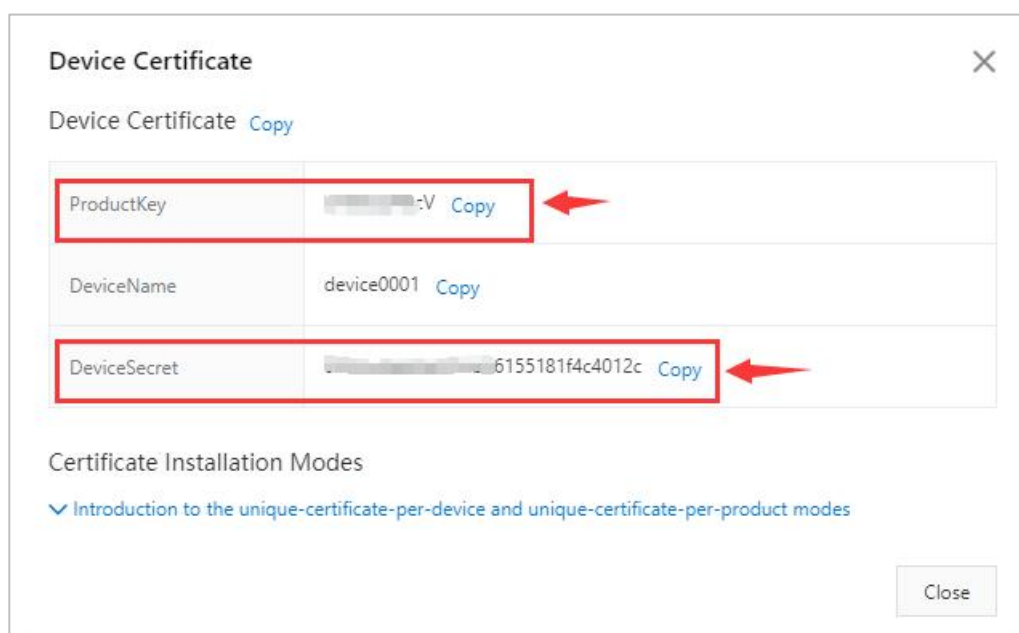 Device Certificate
Device Certificate Copy
ProductKey Copy
DeviceName device0001 Copy
DeviceSecret 6155181f4c4012c Copy
Certificate Installation Modes
Introduction to the unique-certificate-per-device and unique-certificate-per-product modes
Close